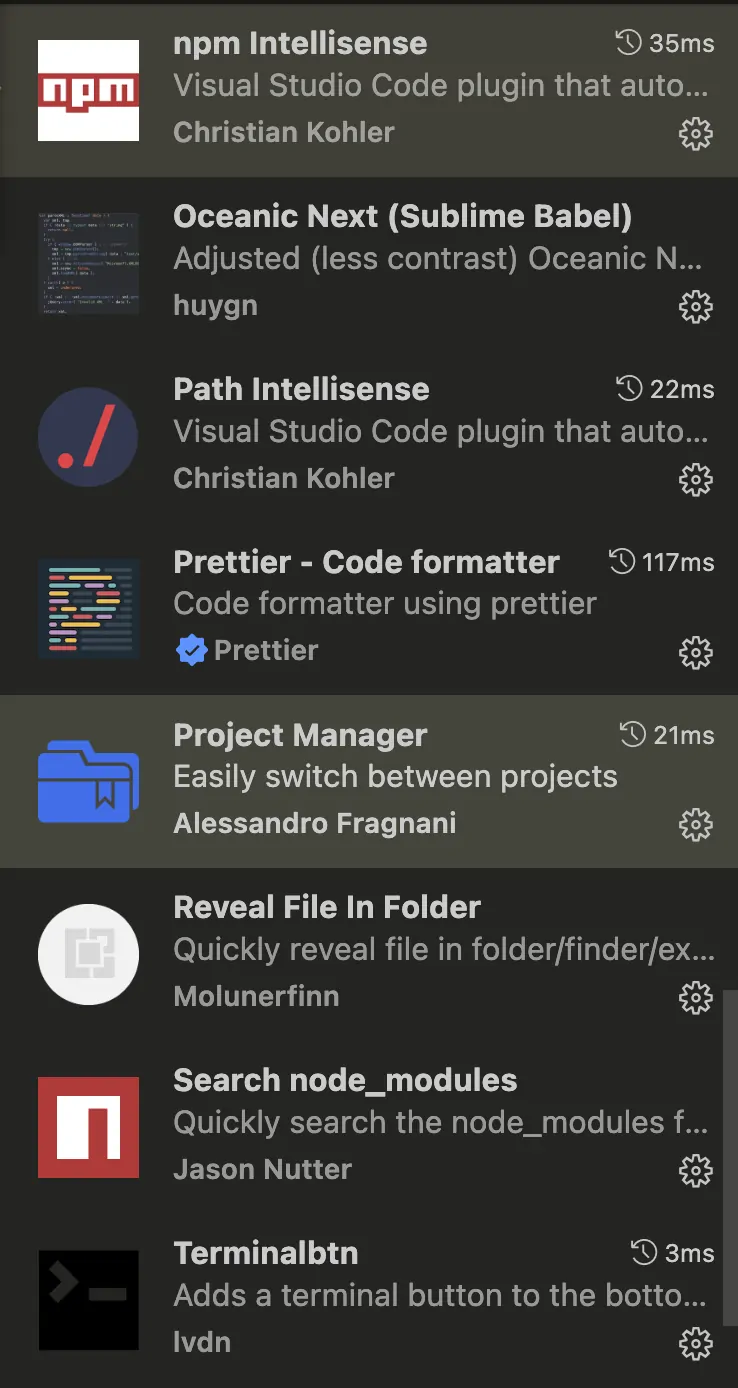 npm
npm Intellisense 35ms
Visual Studio Code plugin that auto...
Christian Kohler
Oceanic Next (Sublime Babel)
Adjusted (less contrast) Oceanic N...
huygn
./
Path Intellisense 22ms
Visual Studio Code plugin that auto...
Christian Kohler
Prettier - Code formatter 117ms
Code formatter using prettier
Prettier
Project Manager 21ms
Easily switch between projects
Alessandro Fragnani
Reveal File In Folder
Quickly reveal file in folder/finder/ex...
Molunerfinn
Search node_modules
Quickly search the node_modules f...
Jason Nutter
Terminalbtn 3ms
Adds a terminal button to the botto...
lvdn